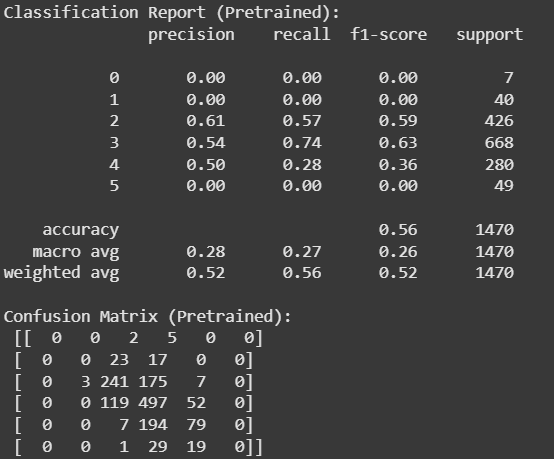 Classification Report (Pretrained):
              precision    recall  f1-score   support

           0       0.00      0.00      0.00         7
           1       0.00      0.00      0.00        40
           2       0.61      0.57      0.59       426
           3       0.54      0.74      0.63       668
           4       0.50      0.28      0.36       280
           5       0.00      0.00      0.00        49

    accuracy                           0.56      1470
   macro avg       0.28      0.27      0.26      1470
weighted avg       0.52      0.56      0.52      1470

Confusion Matrix (Pretrained):
 [[  0   0   2   5   0   0]
 [  0   0  23  17   0   0]
 [  0   3 241 175   7   0]
 [  0   0 119 497  52   0]
 [  0   0   7 194  79   0]
 [  0   0   1  29  19   0]]